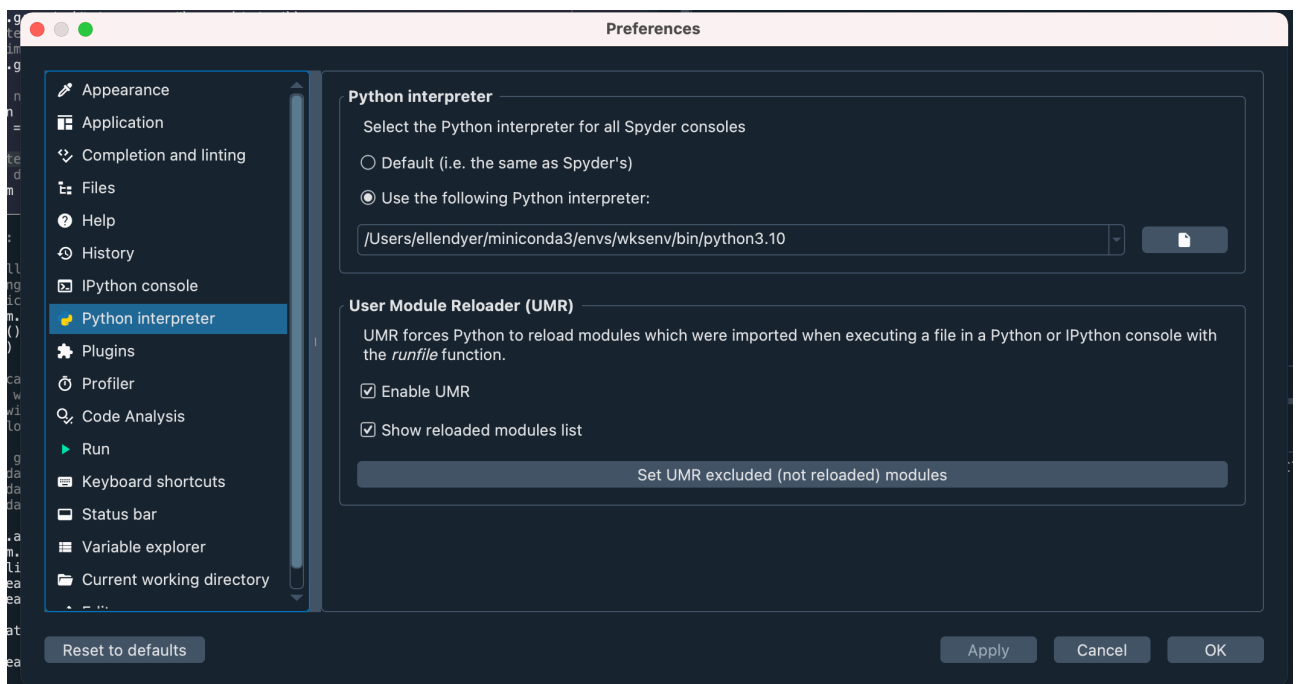 Preferences
Appearance
Application
Completion and linting
Files
Help
History
IPython console
Python interpreter
Plugins
Profiler
Code Analysis
Run
Keyboard shortcuts
Status bar
Variable explorer
Current working directory
Python interpreter
Select the Python interpreter for all Spyder consoles
Default (i.e. the same as Spyder's)
Use the following Python interpreter:
/Users/ellendyer/miniconda3/envs/wksenv/bin/python3.10
User Module Reloader (UMR)
UMR forces Python to reload modules which were imported when executing a file in a Python or IPython console with
the runfile function.
Enable UMR
Show reloaded modules list
Set UMR excluded (not reloaded) modules
Reset to defaults
Apply
Cancel
OK